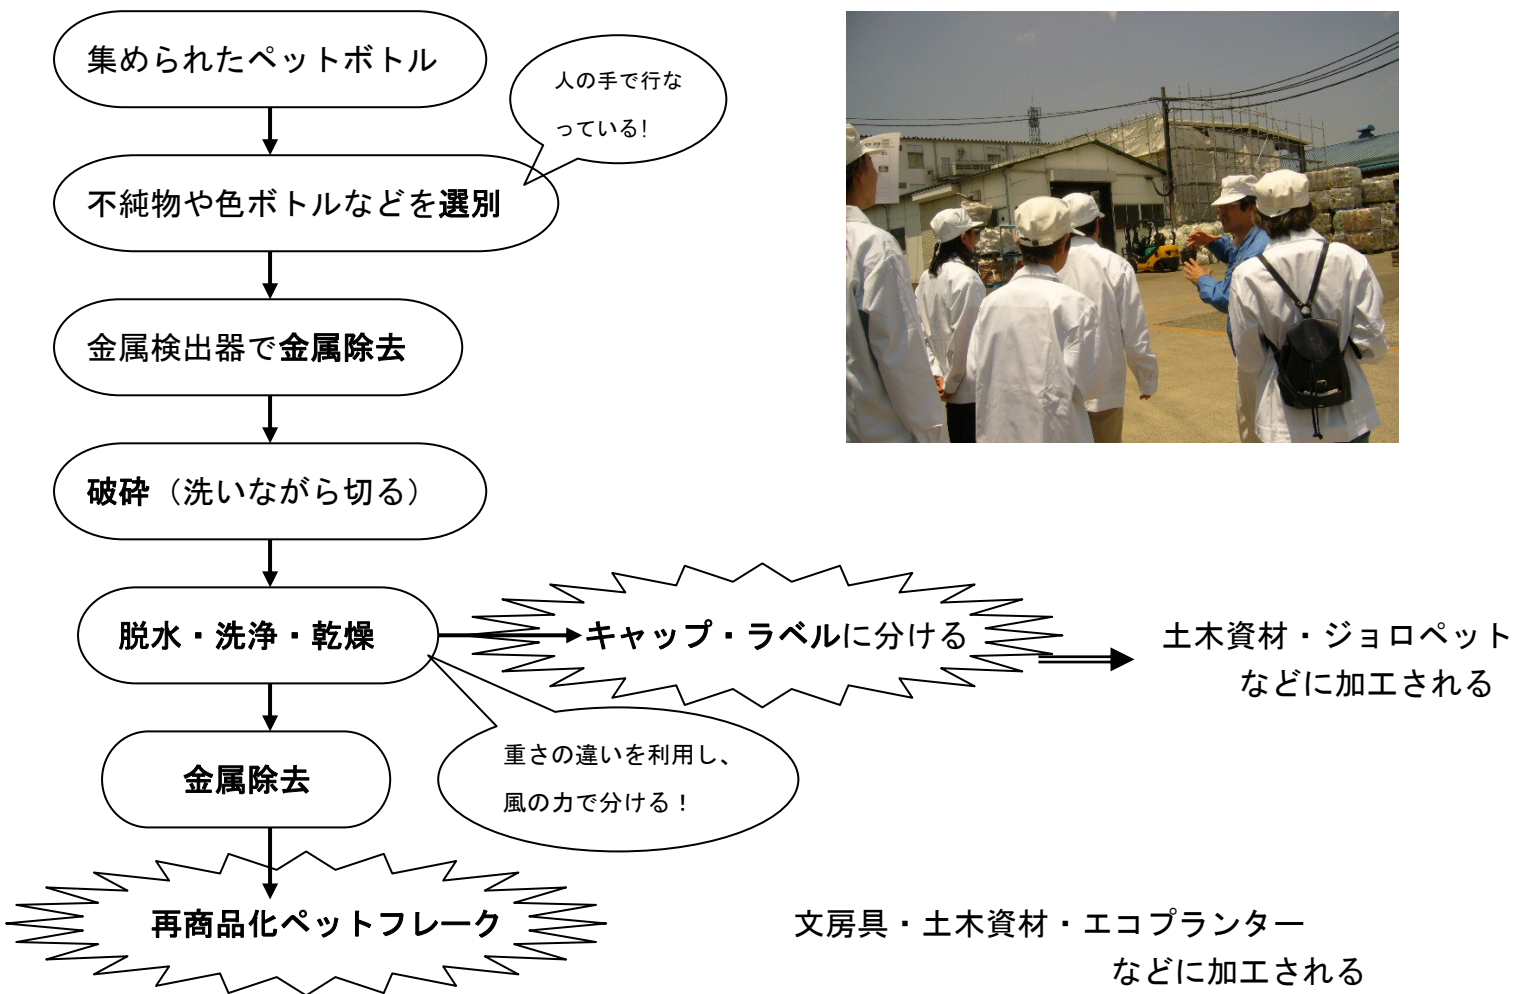 集められたペットボトル
人の手で行な
っている!
不純物や色ボトルなどを選別
金属検出器で金属除去
破砕（洗いながら切る）
脱水・洗浄・乾燥
キャップ・ラベルに分ける
土木資材・ジョロペット
などに加工される
重さの違いを利用し、
風の力で分ける！
金属除去
再商品化ペットフレーク
文房具・土木資材・エコプランター
などに加工される